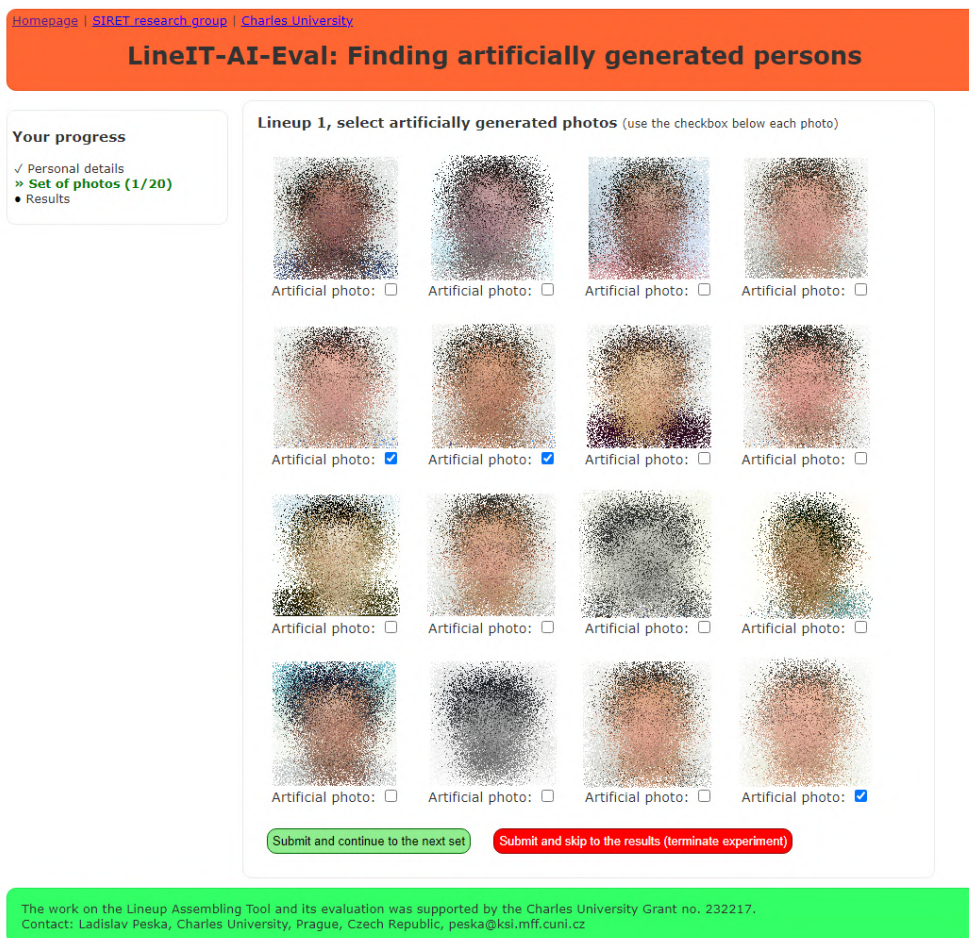 Homepage | SIRET research group | Charles University
LineIT-AI-Eval: Finding artificially generated persons
Your progress
✓ Personal details
» Set of photos (1/20)
● Results
Lineup 1, select artificially generated photos (use the checkbox below each photo)
Artificial photo: Artificial photo: Artificial photo: Artificial photo:
Artificial photo: Artificial photo: Artificial photo: Artificial photo:
Artificial photo: Artificial photo: Artificial photo: Artificial photo:
Artificial photo: Artificial photo: Artificial photo: Artificial photo:
Submit and continue to the next set Submit and skip to the results (terminate experiment)
The work on the Lineup Assembling Tool and its evaluation was supported by the Charles University Grant no. 232217.
Contact: Ladislav Peska, Charles University, Prague, Czech Republic, peska@ksi.mff.cuni.cz